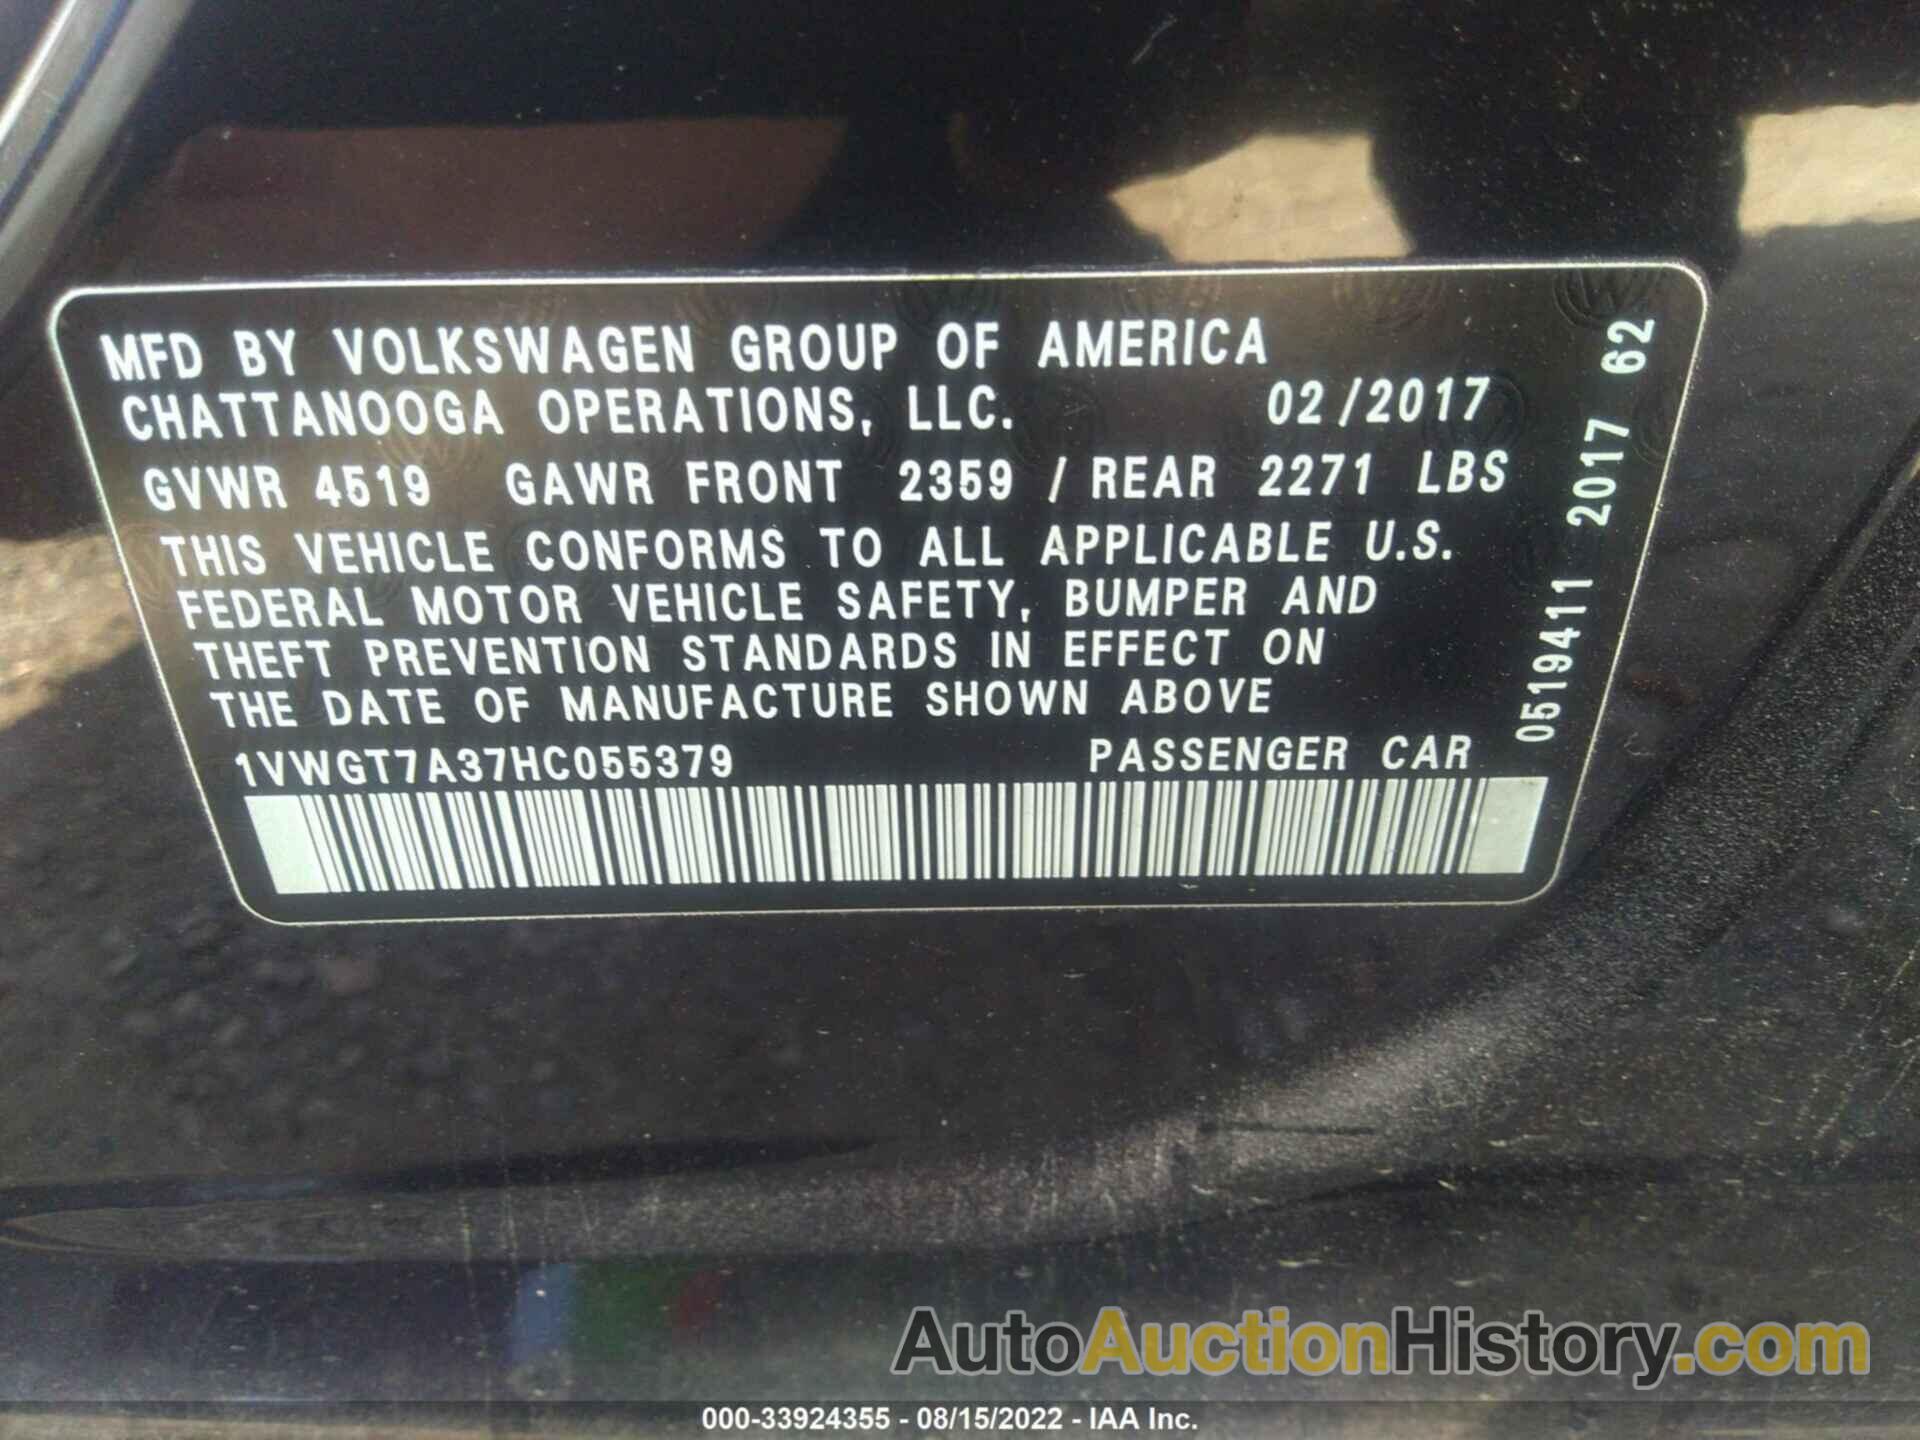 MFD BY VOLKSWAGEN GROUP OF AMERICA
CHATTANOOGA OPERATIONS, LLC. 02/2017
GVWR 4519 GAWR FRONT 2359 / REAR 2271 LBS
THIS VEHICLE CONFORMS TO ALL APPLICABLE U.S.
FEDERAL MOTOR VEHICLE SAFETY, BUMPER AND
THEFT PREVENTION STANDARDS IN EFFECT ON
THE DATE OF MANUFACTURE SHOWN ABOVE
1VWGT7A37HC055379 PASSENGER CAR
0519411 2017 62
AutoAuctionHistory.com
000-33924355 - 08/15/2022 - IAA Inc.